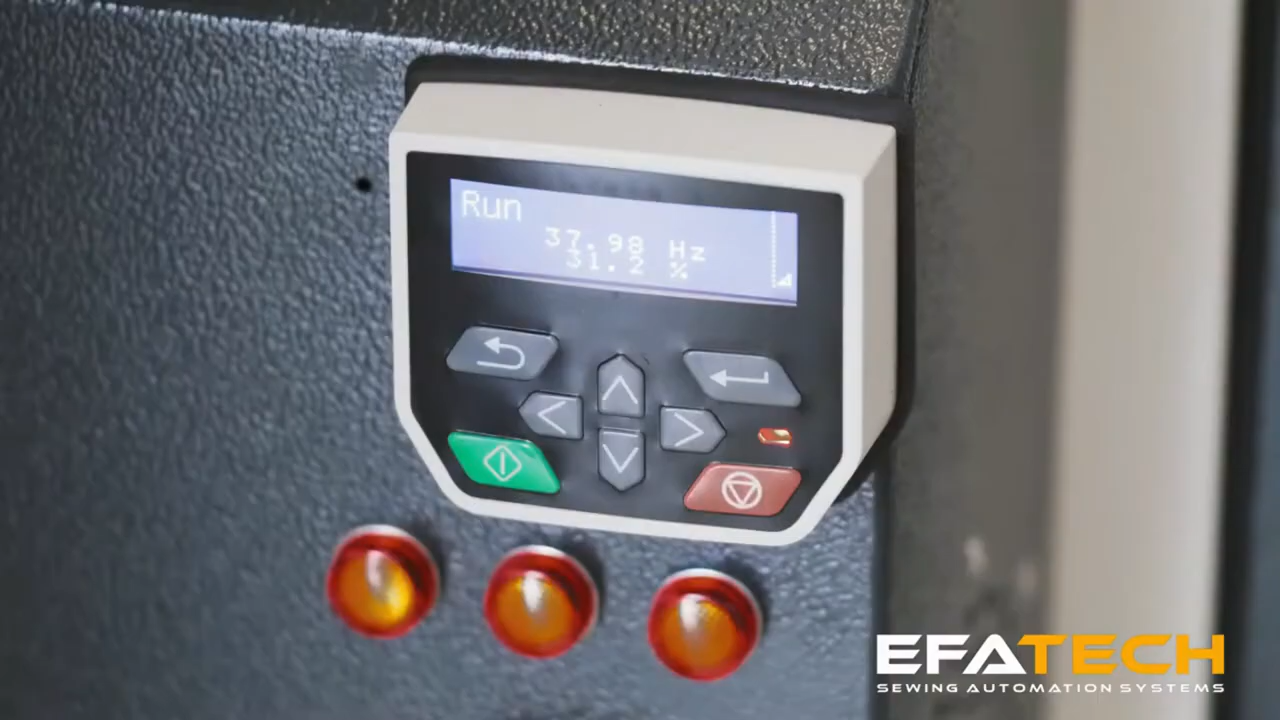 Run
37.98 Hz
31.2 %
EFATECH
SEWING AUTOMATION SYSTEMS